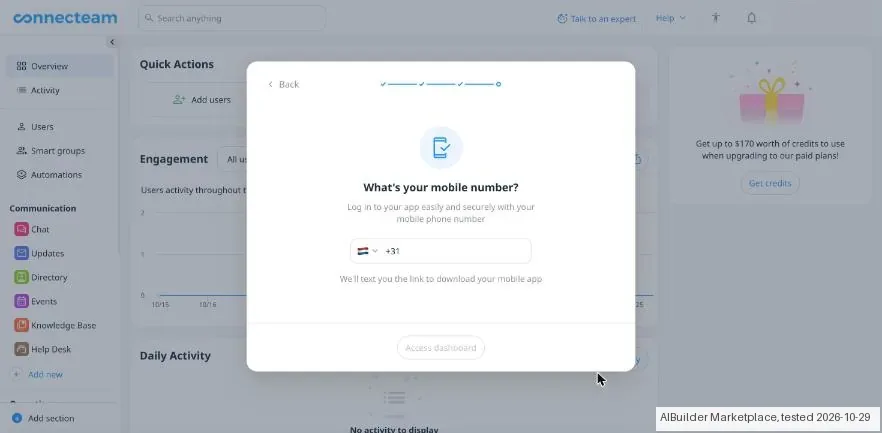 connecteam
Search anything
Talk to an expert
Help
Overview
Activity
Users
Smart groups
Automations
Communication
Chat
Updates
Directory
Events
Knowledge Base
Help Desk
Add new
Add section
Quick Actions
Add users
Engagement
All us
Users activity throughout t
2
1
0
10/15
10/16
25
Daily Activity
y
No activity to display
Back
What's your mobile number?
Log in to your app easily and securely with your
mobile phone number
+31
We'll text you the link to download your mobile app
Access dashboard
Get up to $170 worth of credits to use
when upgrading to our paid plans!
Get credits
AIBuilder Marketplace, tested 2026-10-29